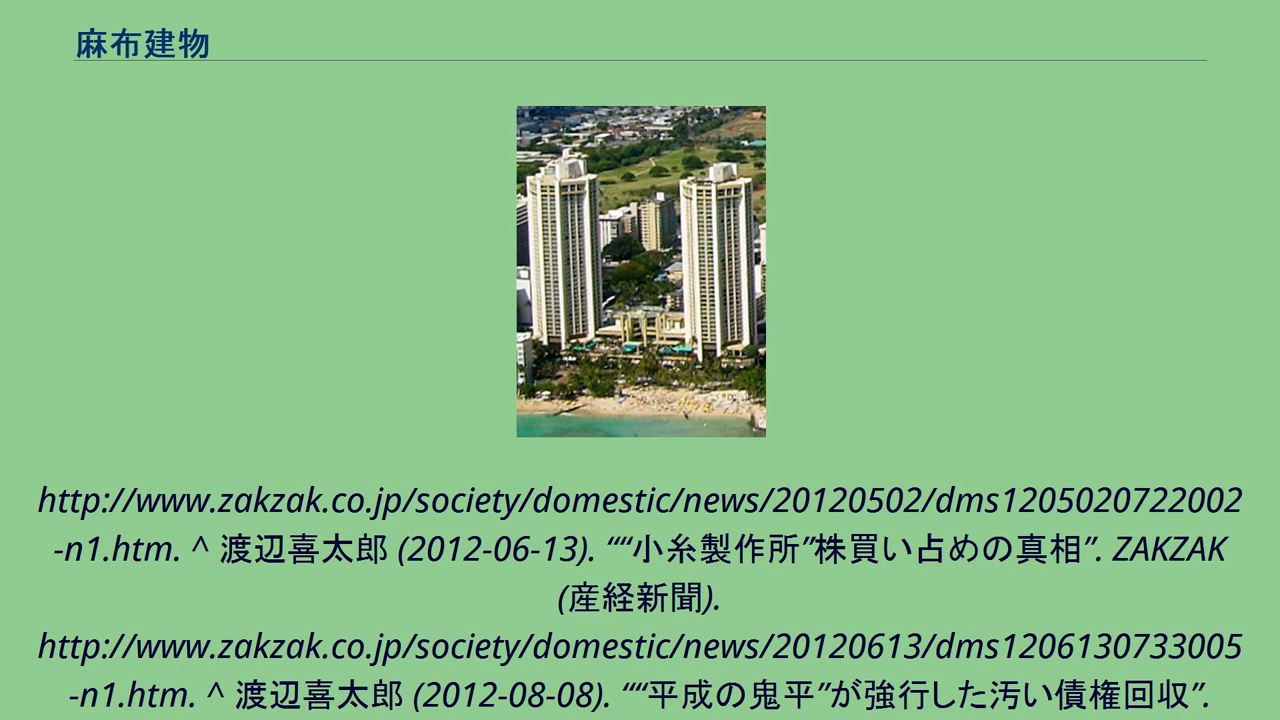 麻布建物
http://www.zakzak.co.jp/society/domestic/news/20120502/dms1205020722002
-n1.htm. ^ 渡辺喜太郎 (2012-06-13). ““小糸製作所”株買い占めの真相”. ZAKZAK
(産経新聞).
http://www.zakzak.co.jp/society/domestic/news/20120613/dms1206130733005
-n1.htm. ^ 渡辺喜太郎 (2012-08-08). ““平成の鬼平”が強行した汚い債権回収”.